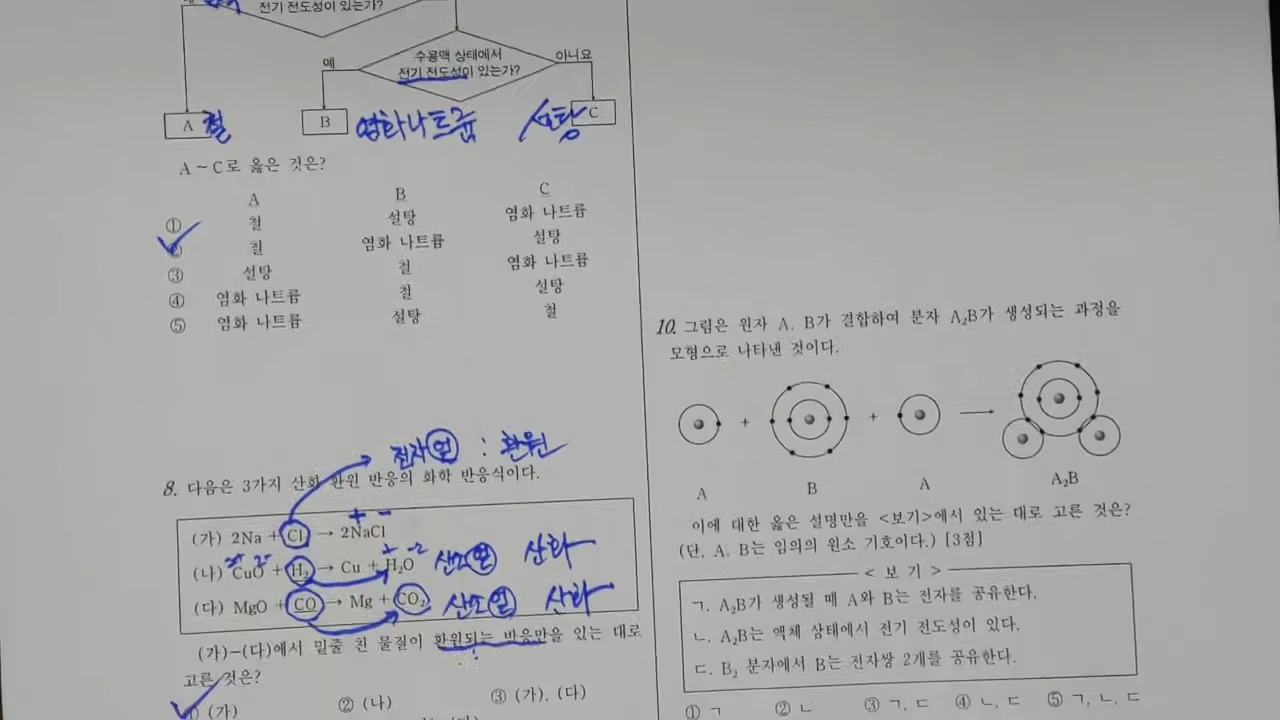 전기 전도성이 있는가?
수용액 상태에서
전기 전도성이 있는가?
예
아니요
A 철
B 염화나트륨
C 설탕
A ~ C로 옳은 것은?
A B C
① 철 설탕 염화 나트륨
② 철 염화 나트륨 설탕
③ 설탕 철 염화 나트륨
④ 염화 나트륨 철 설탕
⑤ 염화 나트륨 설탕 철
전자 얻 : 환원
8. 다음은 3가지 산화 환원 반응의 화학 반응식이다.
+ -
(가) 2Na + Cl → 2NaCl
2+ 2- + -2
(나) CuO + H₂ → Cu + H₂O 산소얻 산화
(다) MgO + CO → Mg + CO₂ 산소얻 산화
(가)~(다)에서 밑줄 친 물질이 환원되는 반응만을 있는 대로
고른 것은?
① (가) ② (나) ③ (가), (다)
10. 그림은 원자 A, B가 결합하여 분자 A₂B가 생성되는 과정을
모형으로 나타낸 것이다.
+ + →
A B A A₂B
이에 대한 옳은 설명만을 <보기>에서 있는 대로 고른 것은?
(단, A, B는 임의의 원소 기호이다.) [3점]
< 보 기 >
ㄱ. A₂B가 생성될 때 A와 B는 전자를 공유한다.
ㄴ. A₂B는 액체 상태에서 전기 전도성이 있다.
ㄷ. B₂ 분자에서 B는 전자쌍 2개를 공유한다.
① ㄱ ② ㄴ ③ ㄱ, ㄷ ④ ㄴ, ㄷ ⑤ ㄱ, ㄴ, ㄷ